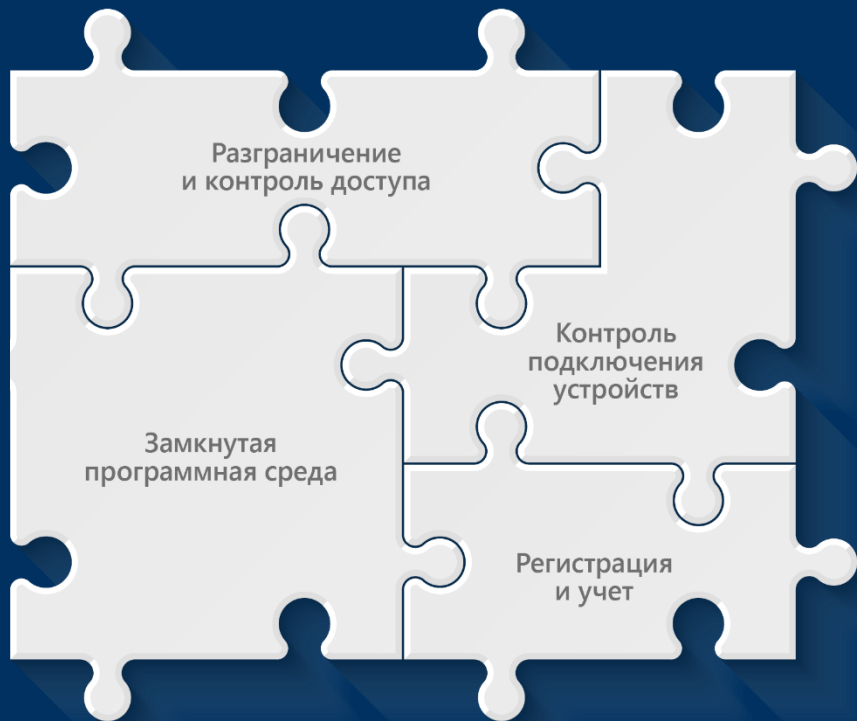 Разграничение
и контроль доступа
Контроль
подключения
устройств
Замкнутая
программная среда
Регистрация
и учет